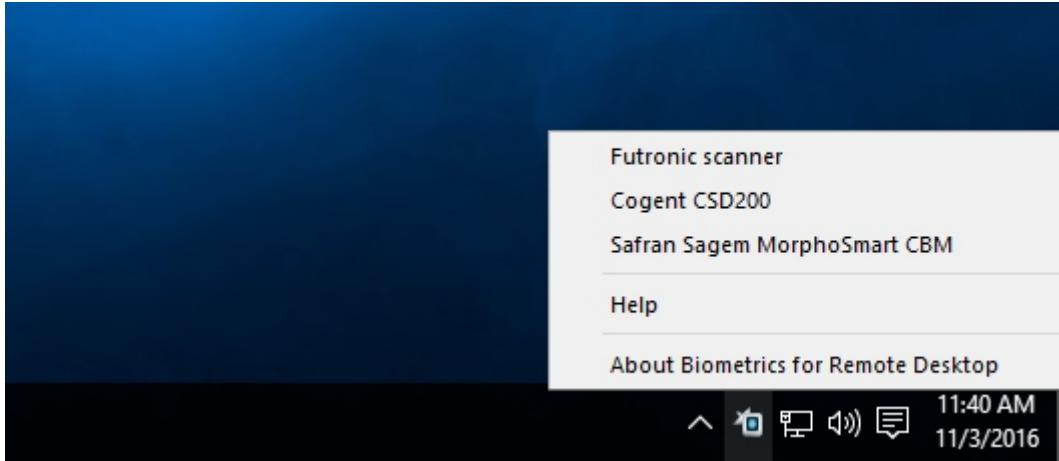 Futronic scanner
Cogent CSD200
Safran Sagem MorphoSmart CBM
Help
About Biometrics for Remote Desktop
11:40 AM
11/3/2016